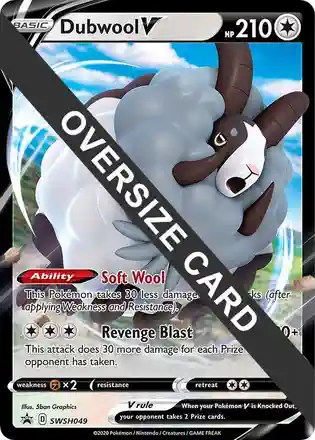 BASIC
Dubwool V
HP 210
OVERSIZE CARD
Ability Soft Wool
This Pokémon takes 30 less damage (after
applying Weakness and Resistance).
Revenge Blast
This attack does 30 more damage for each Prize
opponent has taken.
weakness ×2 resistance retreat
Illus. 5ban Graphics
SWSH049
V rule When your Pokémon V is Knocked Out,
your opponent takes 2 Prize cards.
©2020 Pokémon / Nintendo / Creatures / GAME FREAK